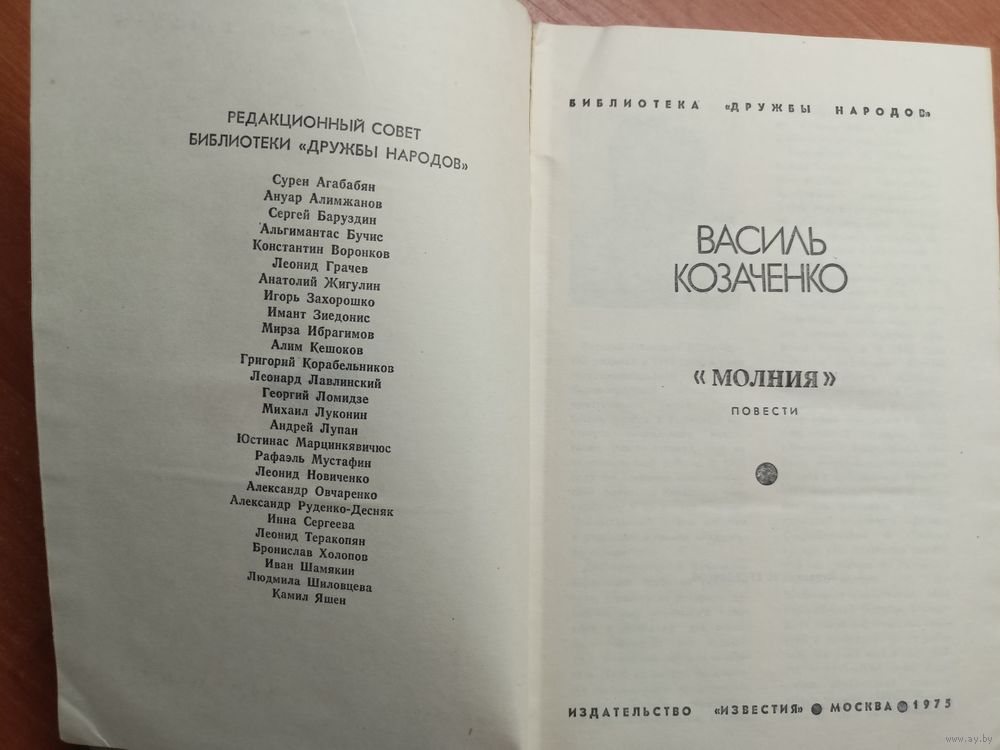 РЕДАКЦИОННЫЙ СОВЕТ
БИБЛИОТЕКИ «ДРУЖБЫ НАРОДОВ»
Сурен Агабабян
Ануар Алимжанов
Сергей Баруздин
Альгимантас Бучис
Константин Воронков
Леонид Грачев
Анатолий Жигулин
Игорь Захорошко
Имант Зиедонис
Мирза Ибрагимов
Алим Кешоков
Григорий Корабельников
Леонард Лавлинский
Георгий Ломидзе
Михаил Луконин
Андрей Лупан
Юстинас Марцинкявичюс
Рафаэль Мустафин
Леонид Новиченко
Александр Овчаренко
Александр Руденко-Десняк
Инна Сергеева
Леонид Теракопян
Бронислав Холопов
Иван Шамякин
Людмила Шиловцева
Камил Яшен
БИБЛИОТЕКА «ДРУЖБЫ НАРОДОВ»
ВАСИЛЬ
КОЗАЧЕНКО
«МОЛНИЯ»
ПОВЕСТИ
ИЗДАТЕЛЬСТВО «ИЗВЕСТИЯ» МОСКВА 1975
www.ay.by